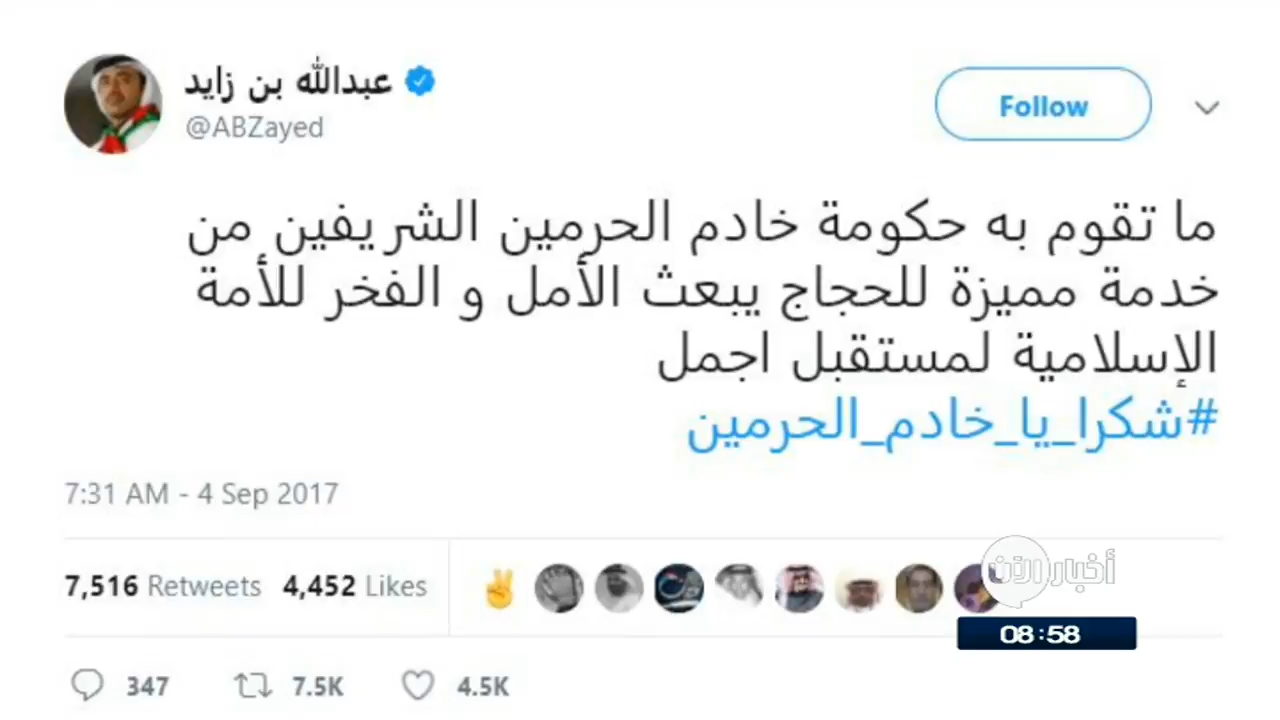 عبدالله بن زايد
@ABZayed
Follow
ما تقوم به حكومة خادم الحرمين الشريفين من
خدمة مميزة للحجاج يبعث الأمل و الفخر للأمة
الإسلامية لمستقبل اجمل
#شكرا_يا_خادم_الحرمين
7:31 AM - 4 Sep 2017
7,516 Retweets 4,452 Likes
أخبار الآن
08:58
347 7.5K 4.5K